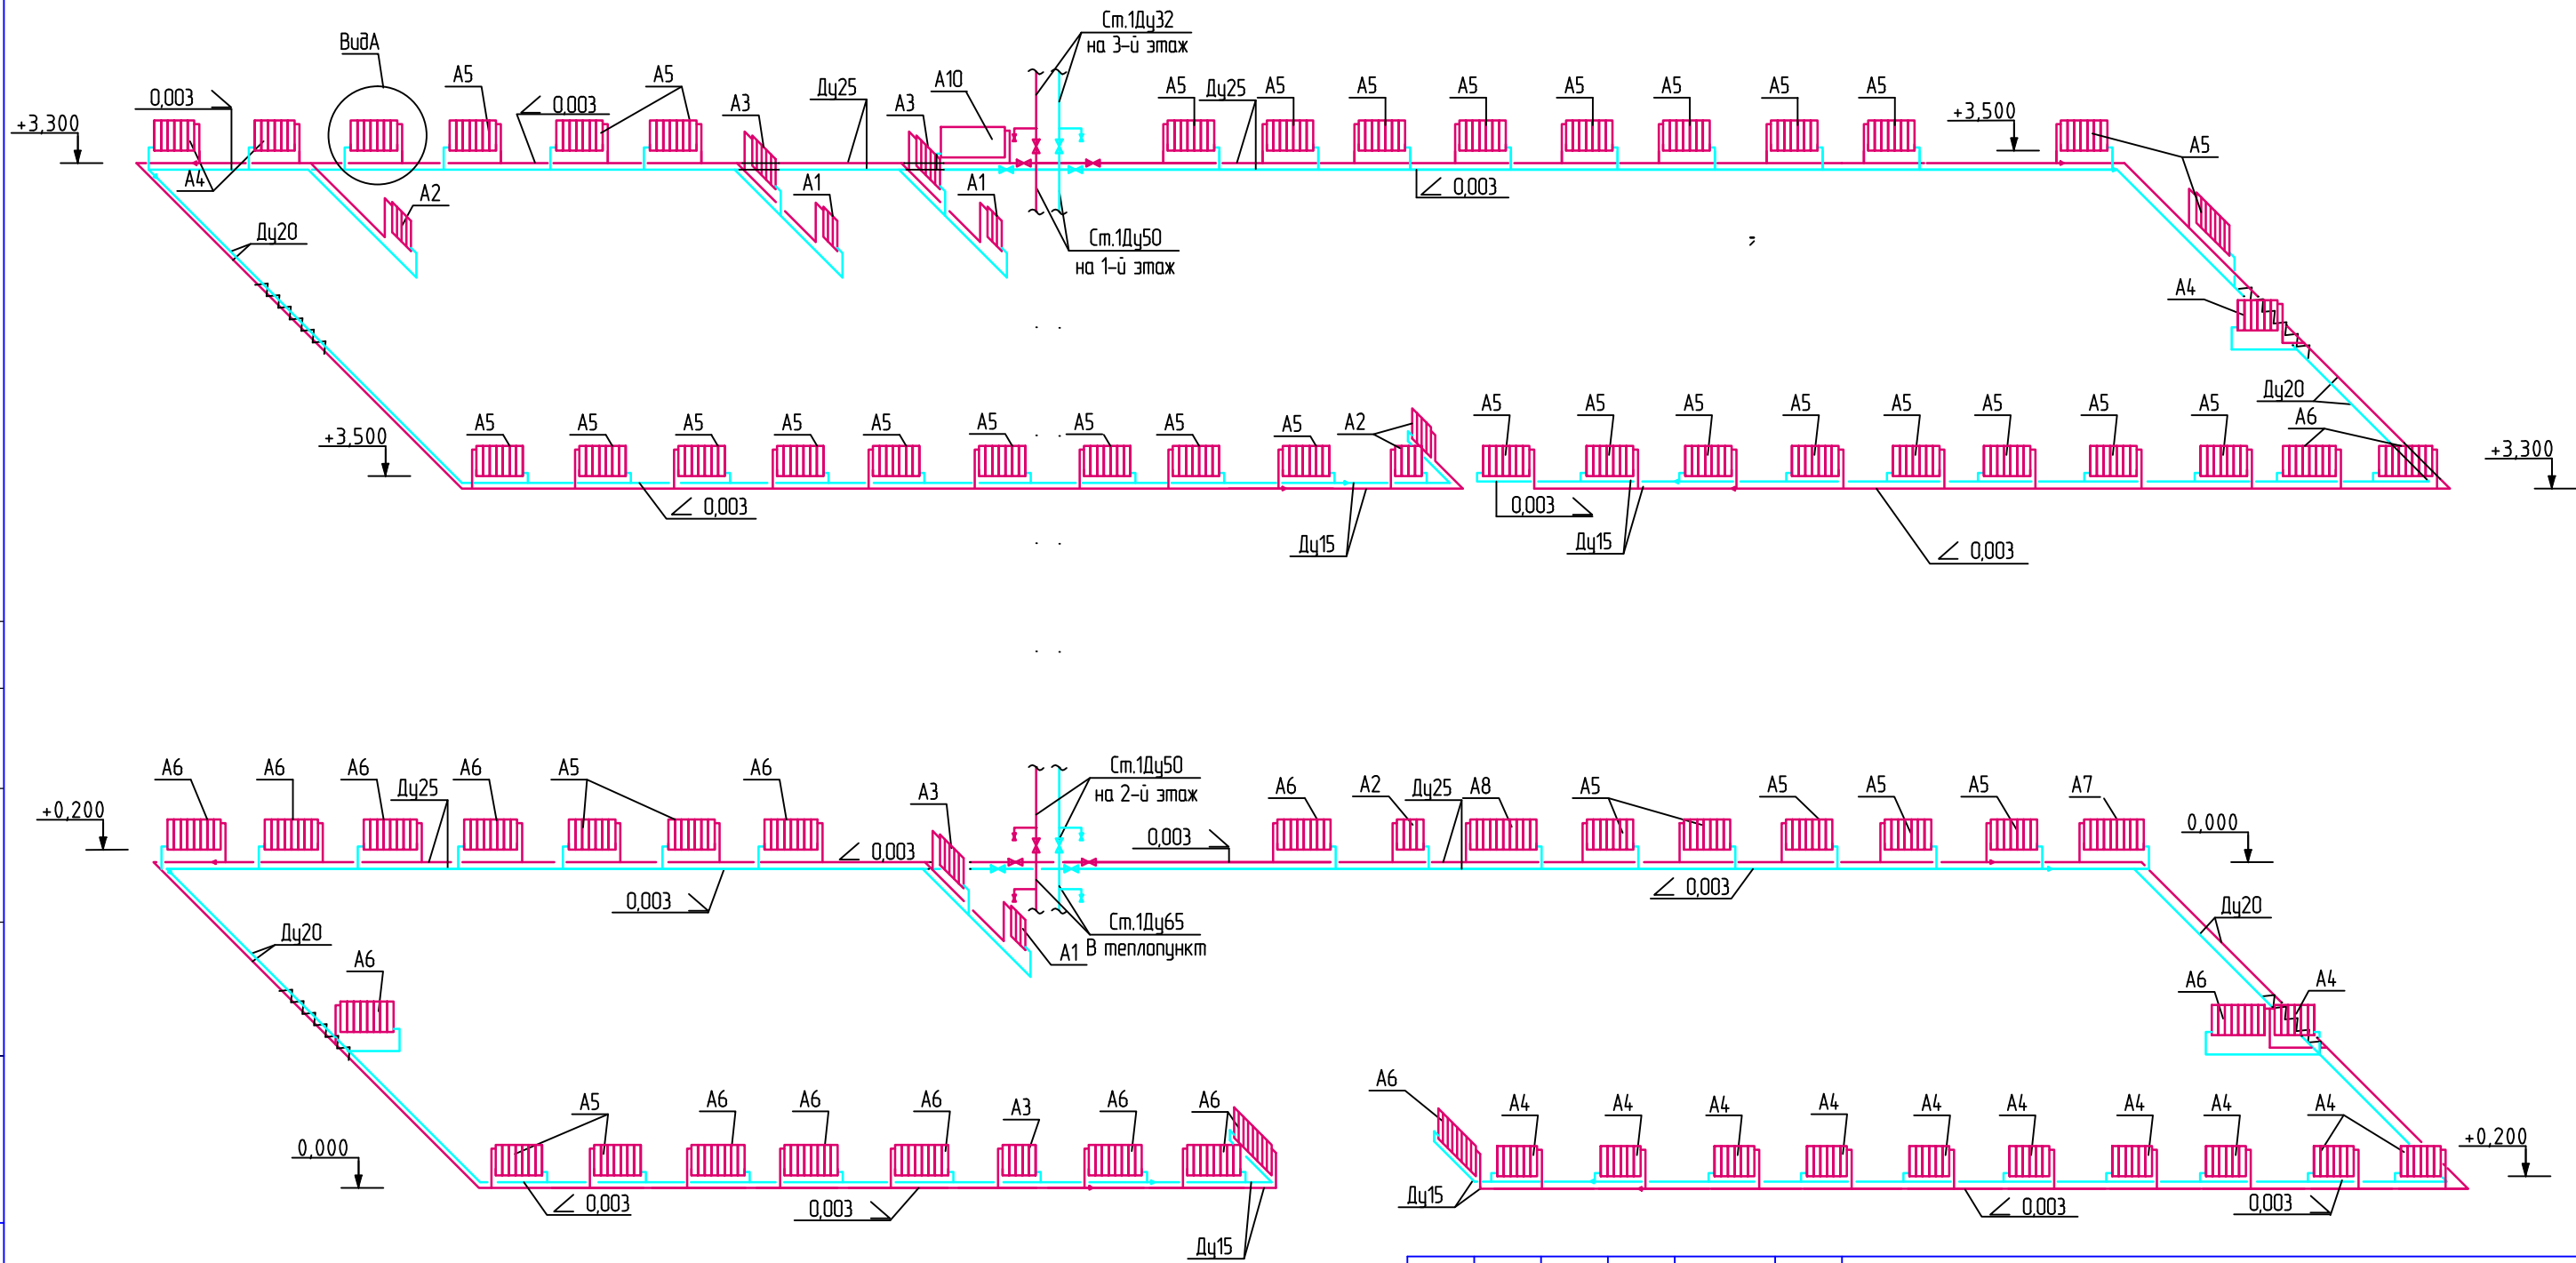 Ст.1Ду32
на 3-й этаж
ВидА
А5
А5
А10
А3
А3
Ду25
А5
Ду25
А5
А5
А5
А5
А5
А5
А5
0,003
0,003
+3,500
+3,300
А5
А4
А2
А1
А1
0,003
Ду20
Ст.1Ду50
на 1-й этаж
А4
Ду20
А5
А5
А5
А5
А5
А5
А5
А5
А5
А2
А5
А5
А5
А5
А5
А5
А5
А5
А6
+3,500
+3,300
0,003
0,003
Ду15
Ду15
0,003
Ст.1Ду50
на 2-й этаж
А6
А6
А6
А6
А5
А6
Ду25
А3
А6
А2
Ду25
А8
А5
А5
А5
А5
А7
+0,200
0,000
0,003
0,003
0,003
0,003
Ст.1Ду65
В теплопункт
А1
Ду20
Ду20
А6
А6
А4
А6
А5
А6
А6
А6
А3
А6
А6
А4
А4
А4
А4
А4
А4
А4
А4
А4
0,000
+0,200
0,003
0,003
Ду15
0,003
0,003
Ду15